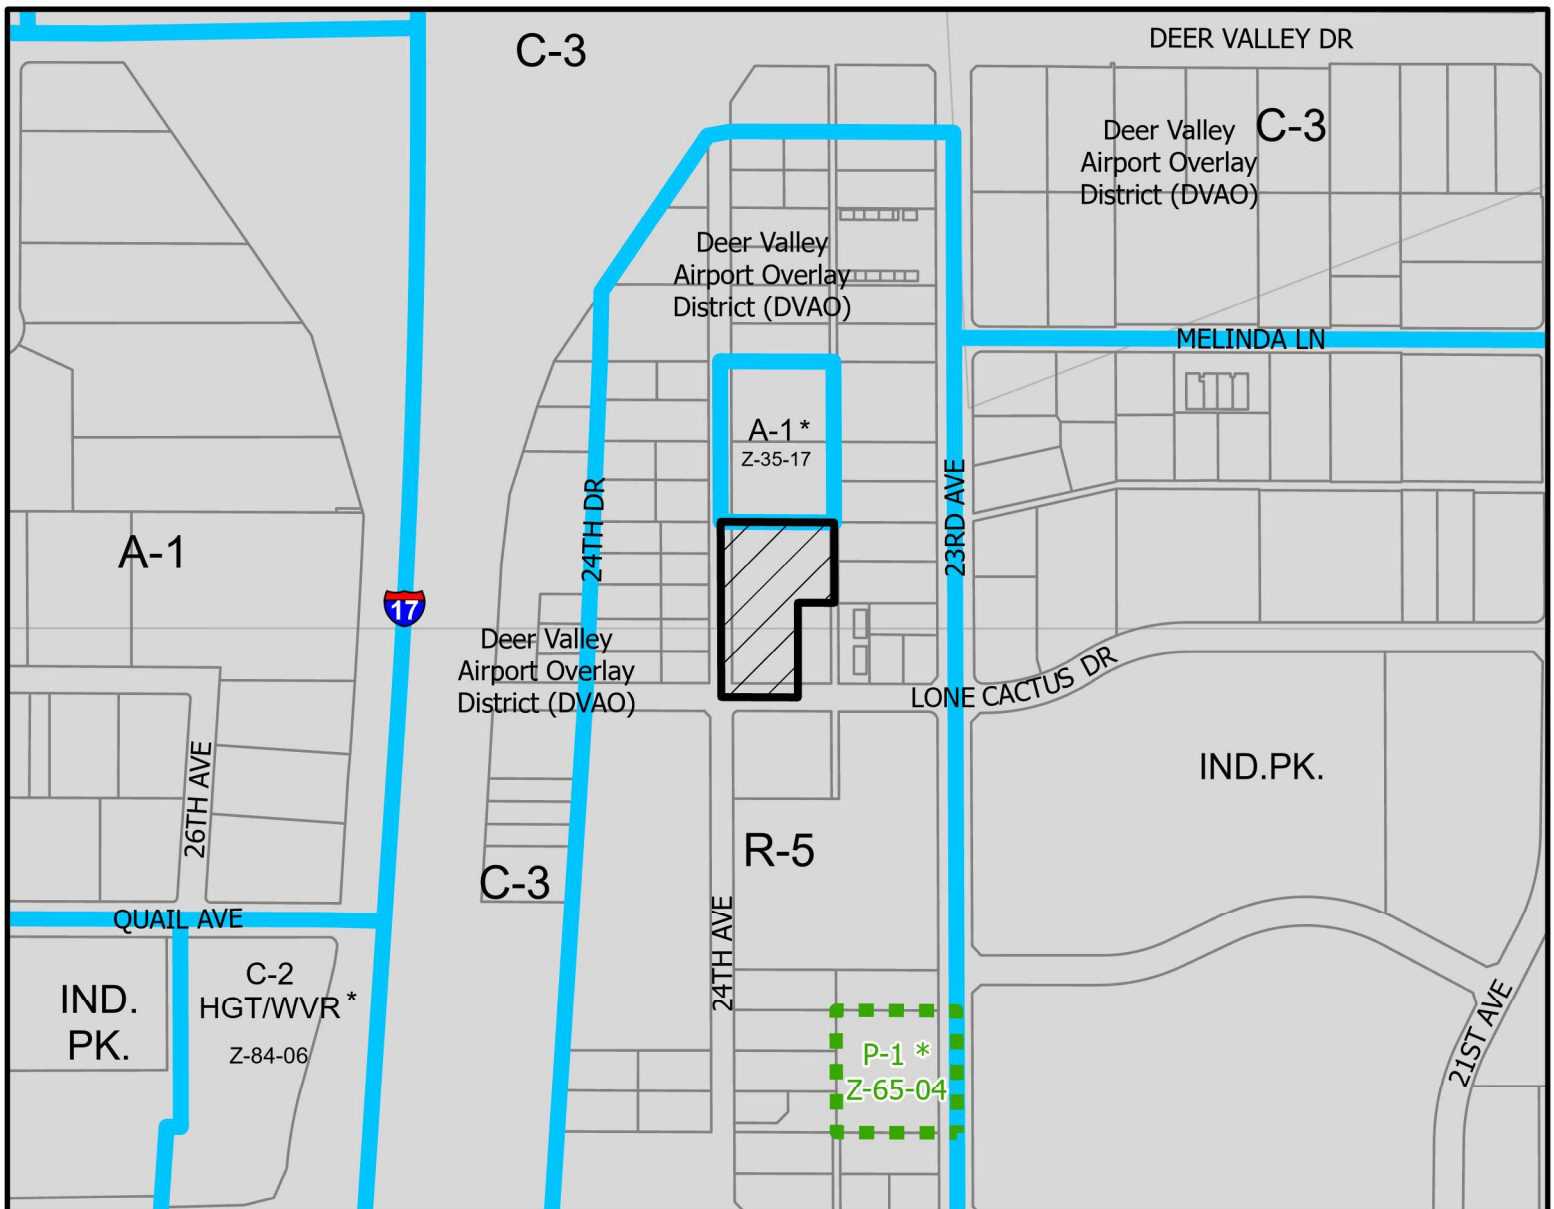 C-3
DEER VALLEY DR
Deer Valley
Airport Overlay
District (DVAO)
C-3
Deer Valley
Airport Overlay
District (DVAO)
MELINDA LN
A-1*
Z-35-17
24TH DR
23RD AVE
A-1
17
Deer Valley
Airport Overlay
District (DVAO)
LONE CACTUS DR
IND.PK.
26TH AVE
R-5
C-3
QUAIL AVE
24TH AVE
IND.
PK.
C-2
HGT/WVR*
Z-84-06
P-1 *
Z-65-04
21ST AVE